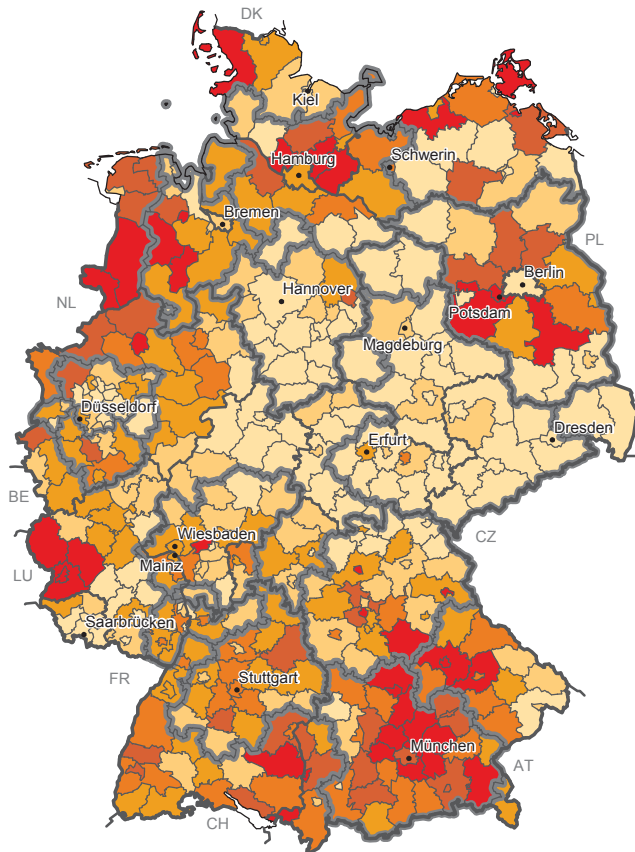 DK
Kiel
Hamburg
Schwerin
Bremen
PL
Berlin
Hannover
NL
Potsdam
Magdeburg
Düsseldorf
Dresden
Erfurt
BE
Wiesbaden
CZ
Mainz
LU
Saarbrücken
FR
Stuttgart
München
AT
CH